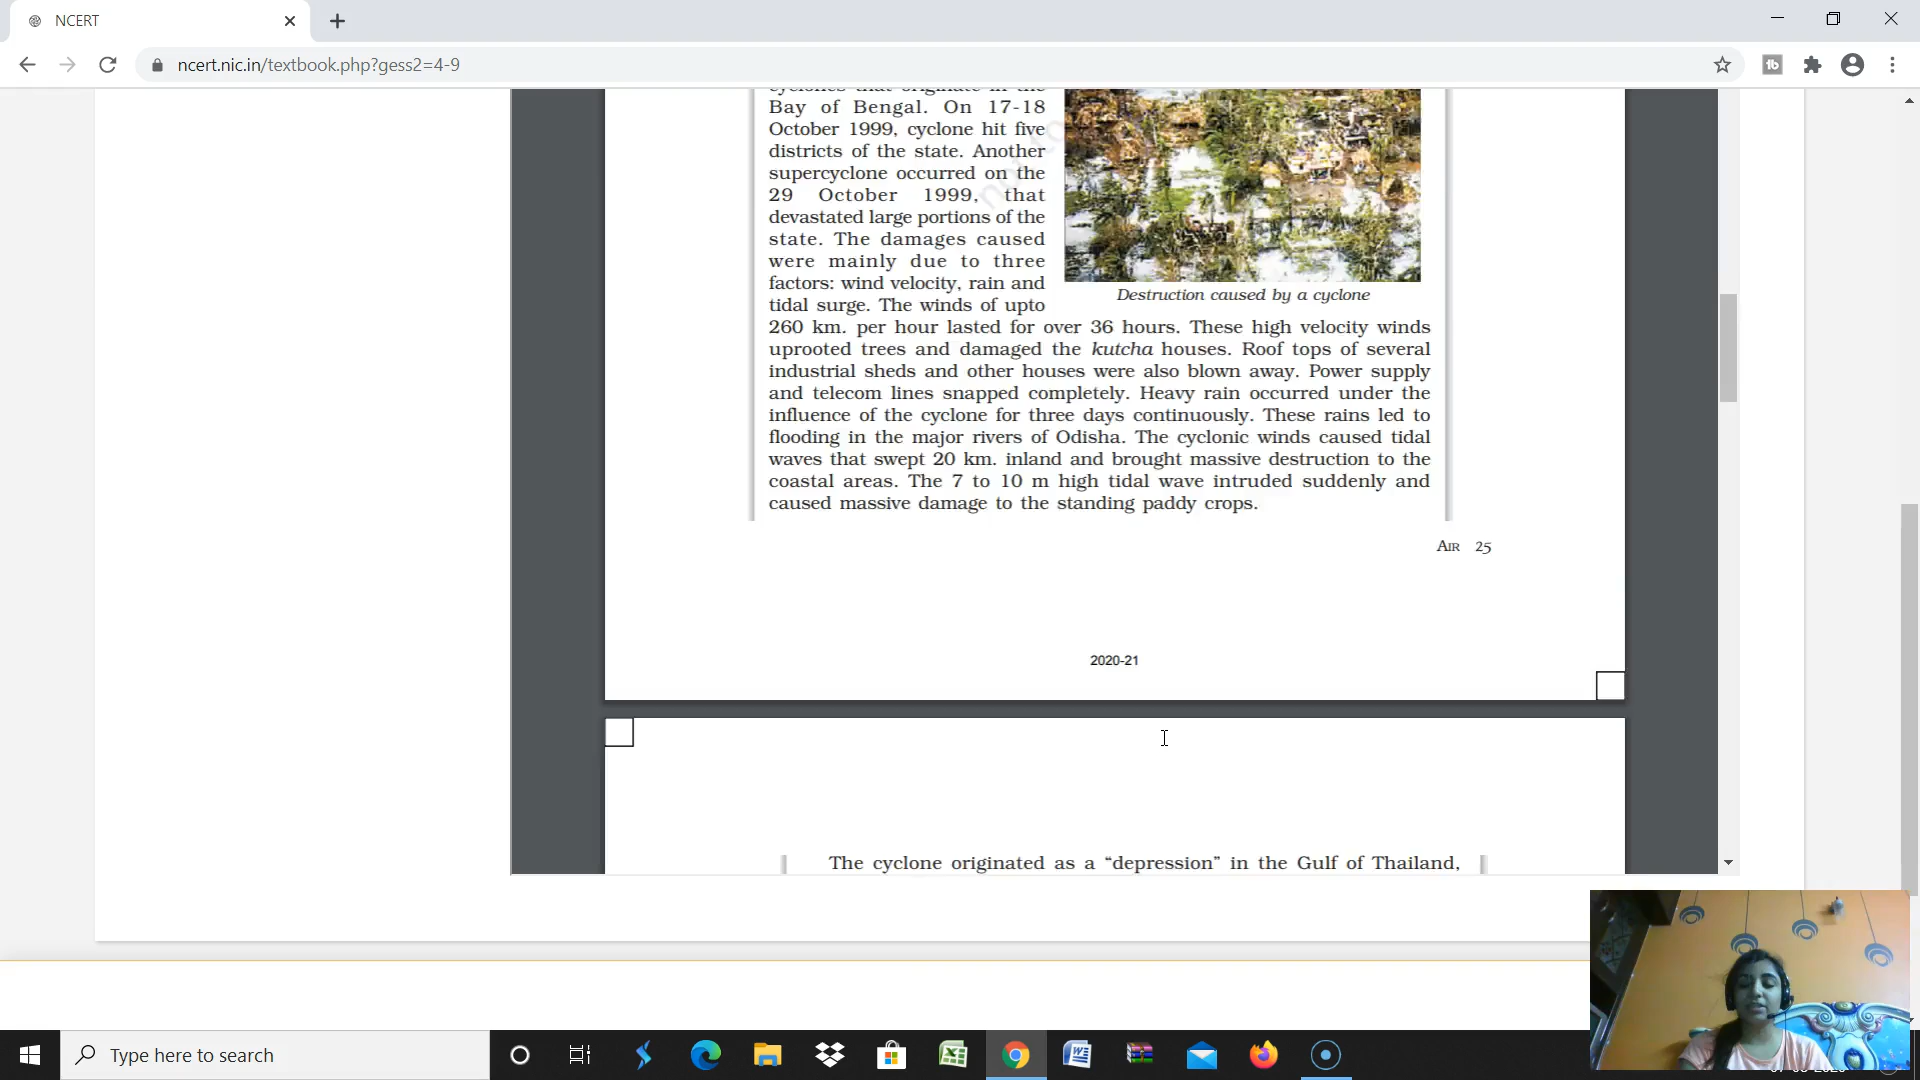 NCERT
ncert.nic.in/textbook.php?gess2=4-9
cyclones that originate in the
Bay of Bengal. On 17-18
October 1999, cyclone hit five
districts of the state. Another
supercyclone occurred on the
29 October 1999, that
devastated large portions of the
state. The damages caused
were mainly due to three
factors: wind velocity, rain and
tidal surge. The winds of upto
Destruction caused by a cyclone
260 km. per hour lasted for over 36 hours. These high velocity winds
uprooted trees and damaged the kutcha houses. Roof tops of several
industrial sheds and other houses were also blown away. Power supply
and telecom lines snapped completely. Heavy rain occurred under the
influence of the cyclone for three days continuously. These rains led to
flooding in the major rivers of Odisha. The cyclonic winds caused tidal
waves that swept 20 km. inland and brought massive destruction to the
coastal areas. The 7 to 10 m high tidal wave intruded suddenly and
caused massive damage to the standing paddy crops.
AIR 25
2020-21
The cyclone originated as a “depression” in the Gulf of Thailand,
Type here to search